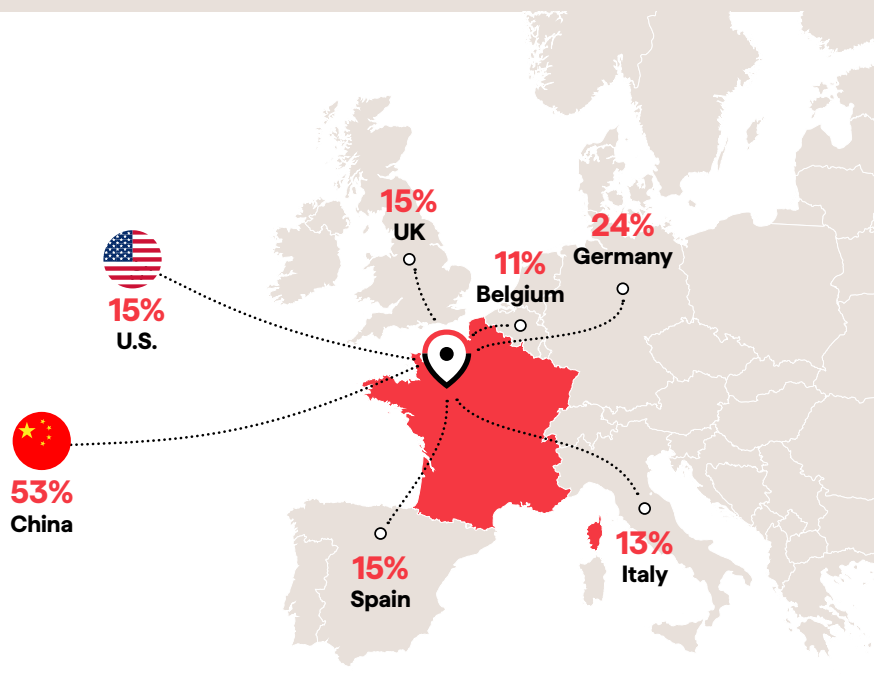 15%
UK
24%
Germany
11%
Belgium
15%
U.S.
53%
China
15%
Spain
13%
Italy